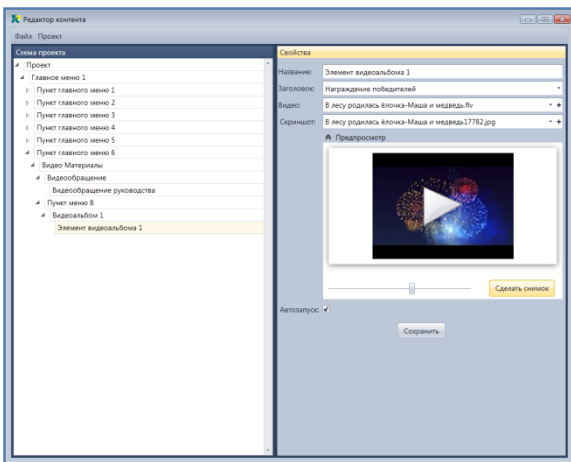 Редактор контента
Файл Проект
Схема проекта
Проект
Главное меню 1
Пункт главного меню 1
Пункт главного меню 2
Пункт главного меню 3
Пункт главного меню 4
Пункт главного меню 5
Пункт главного меню 6
Видео Материалы
Видеообращение
Видеообращение руководства
Пункт меню 8
Видеоальбом 1
Элемент видеоальбома 1
Свойства
Название: Элемент видеоальбома 1
Заголовок: Награждение победителей
Видео: В лесу родилась ёлочка-Маша и медведь.flv
Скриншот: В лесу родилась ёлочка-Маша и медведь17782.jpg
Предпросмотр
Сделать снимок
Автозапуск:
Сохранить